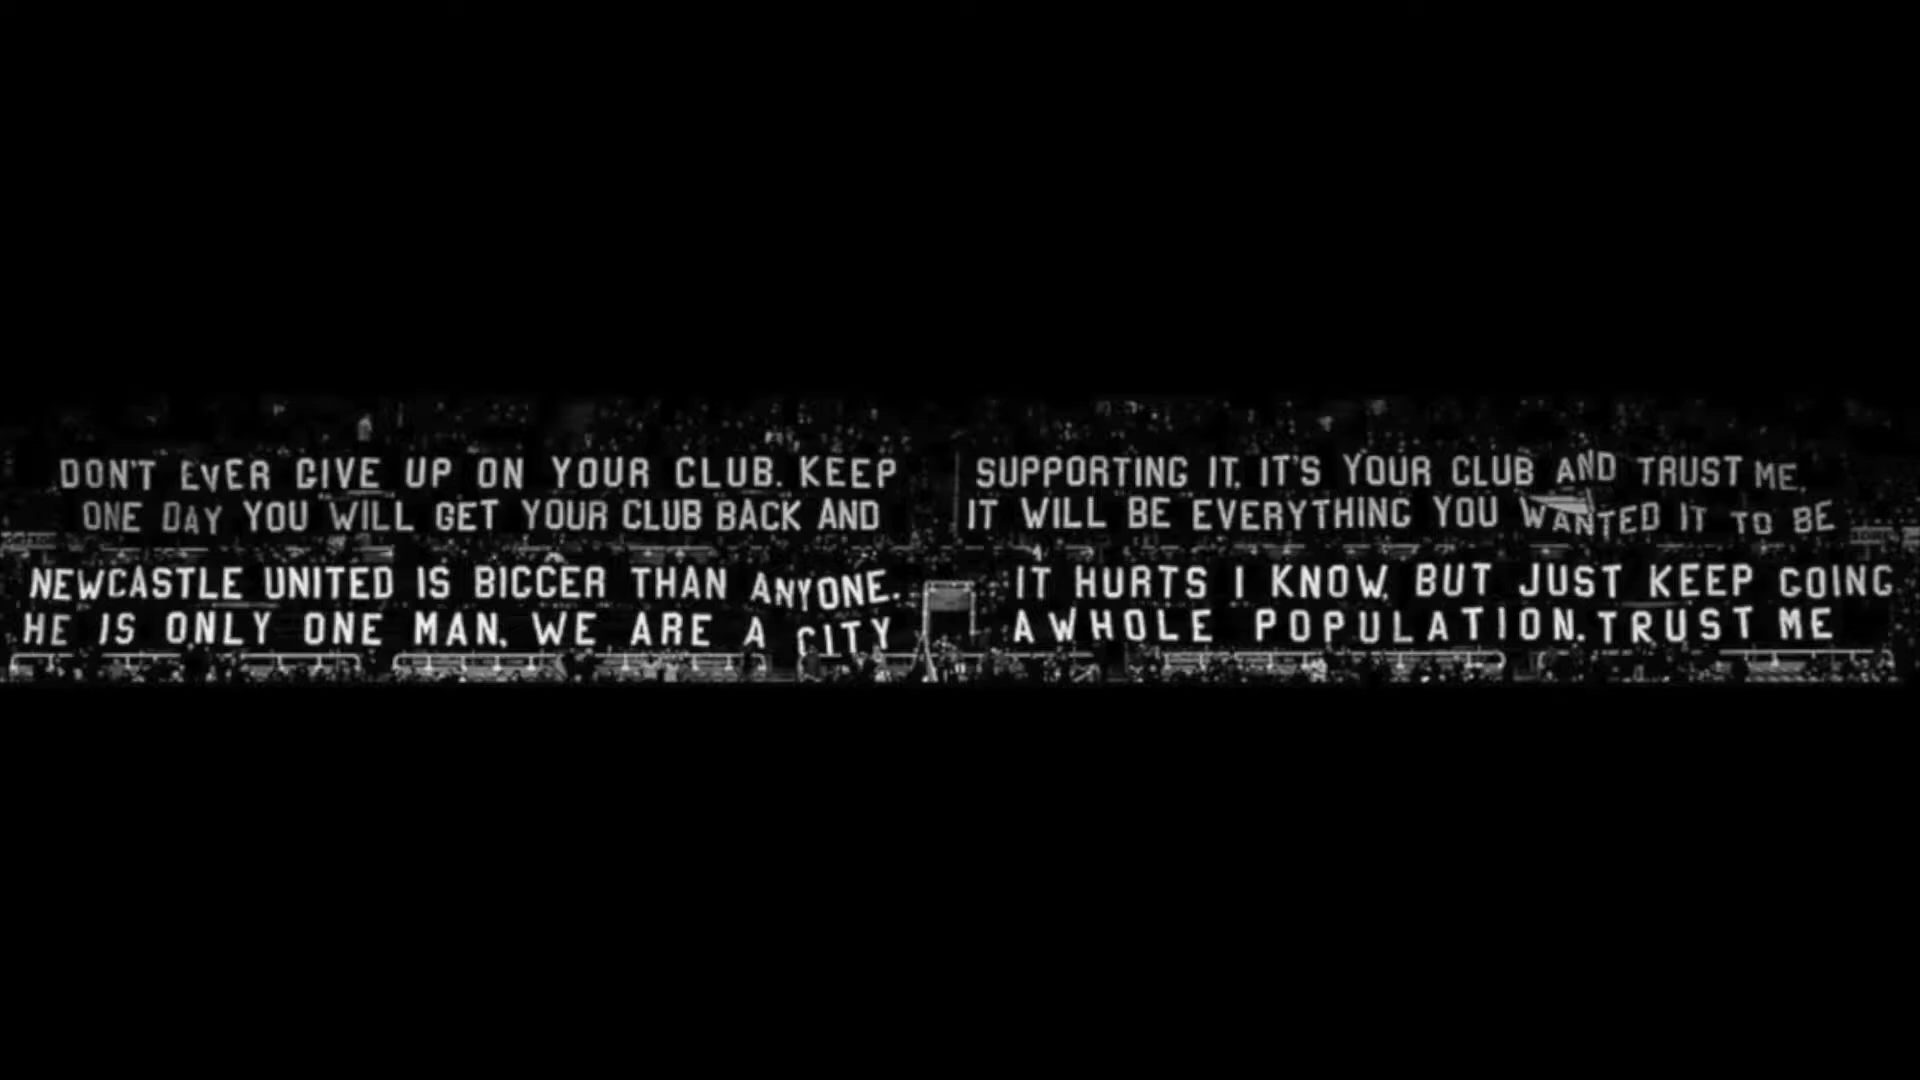 DON'T EVER GIVE UP ON YOUR CLUB. KEEP SUPPORTING IT. IT'S YOUR CLUB AND TRUST ME.
ONE DAY YOU WILL GET YOUR CLUB BACK AND IT WILL BE EVERYTHING YOU WANTED IT TO BE
NEWCASTLE UNITED IS BIGGER THAN ANYONE. IT HURTS I KNOW, BUT JUST KEEP GOING
HE IS ONLY ONE MAN. WE ARE A CITY A WHOLE POPULATION. TRUST ME